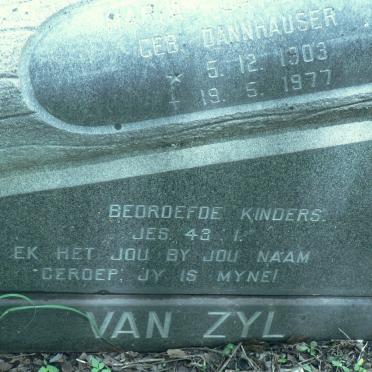 GEB. DANNHAUSER
* 5. 12. 1903
+ 19. 5. 1977
BEDROEFDE KINDERS.
JES. 43 : 1.
EK HET JOU BY JOU NAAM
GEROEP, JY IS MYNE!
VAN ZYL